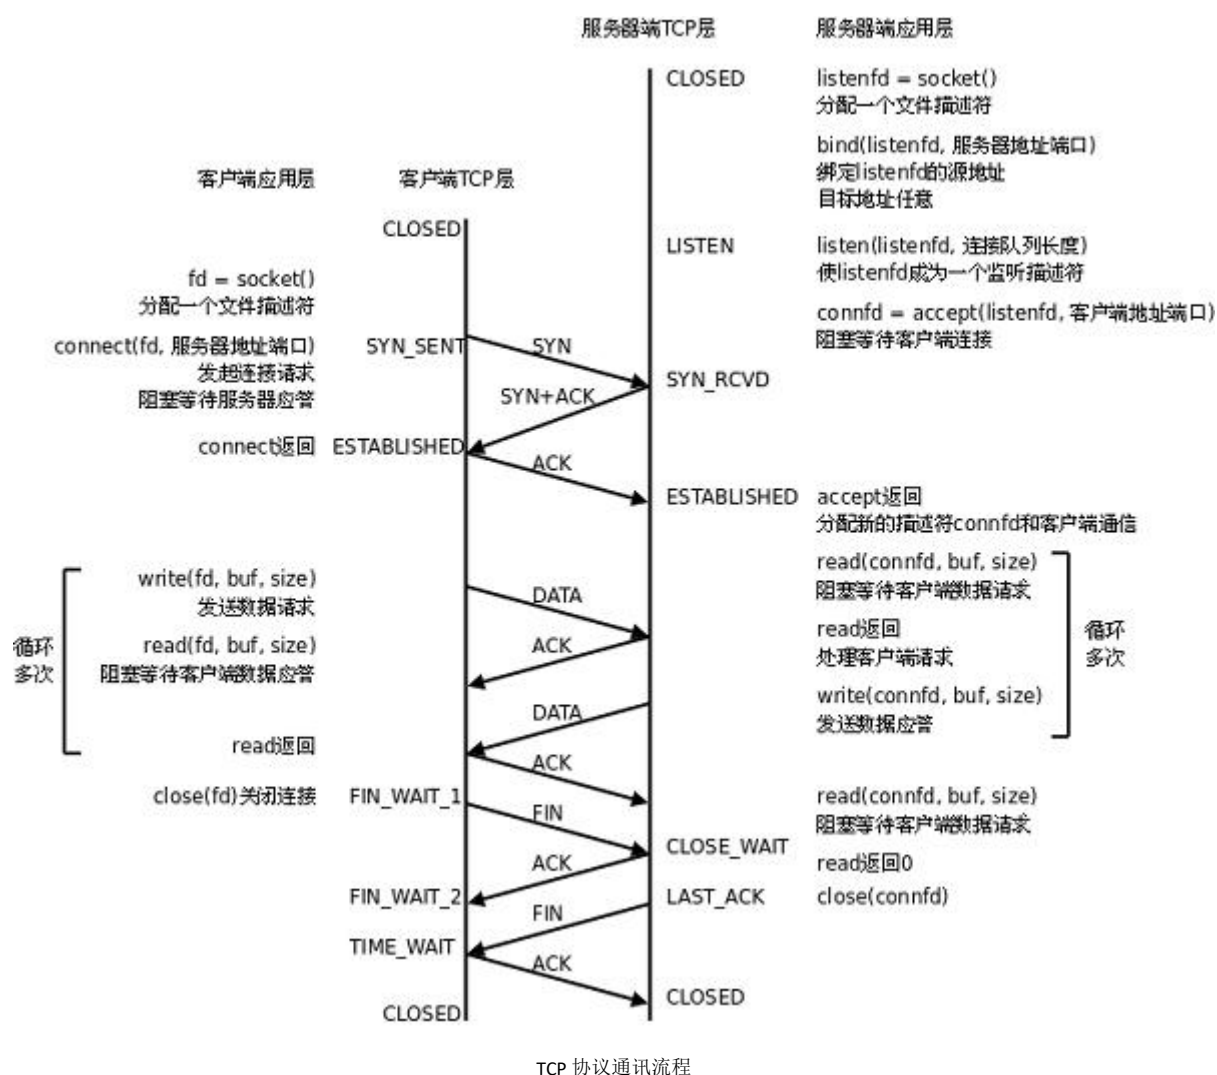 服务器端TCP层
服务器端应用层
CLOSED
listenfd = socket()
分配一个文件描述符
bind(listenfd, 服务器地址端口)
绑定listenfd的源地址
目标地址任意
客户端应用层
客户端TCP层
CLOSED
LISTEN
listen(listenfd, 连接队列长度)
使listenfd成为一个监听描述符
fd = socket()
分配一个文件描述符
connfd = accept(listenfd, 客户端地址端口)
阻塞等待客户端连接
connect(fd, 服务器地址端口)
发起连接请求
阻塞等待服务器应答
SYN_SENT
SYN
SYN_RCVD
SYN+ACK
connect返回
ESTABLISHED
ACK
ESTABLISHED
accept返回
分配新的描述符connfd和客户端通信
read(connfd, buf, size)
阻塞等待客户端数据请求
write(fd, buf, size)
发送数据请求
DATA
read返回
处理客户端请求
循环
多次
read(fd, buf, size)
阻塞等待客户端数据应答
ACK
循环
多次
write(connfd, buf, size)
发送数据应答
DATA
read返回
ACK
close(fd)关闭连接
FIN_WAIT_1
FIN
read(connfd, buf, size)
阻塞等待客户端数据请求
CLOSE_WAIT
read返回0
ACK
FIN_WAIT_2
LAST_ACK
close(connfd)
FIN
TIME_WAIT
ACK
CLOSED
CLOSED
TCP 协议通讯流程